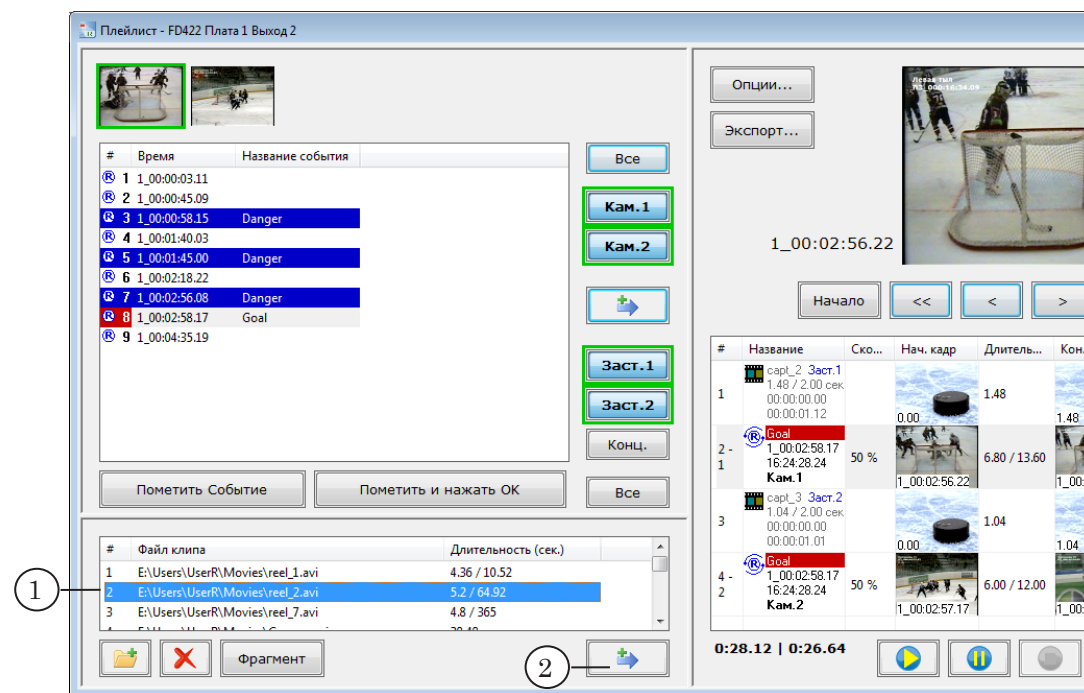 Плейлист - FD422 Плата 1 Выход 2
# Время Название события
R 1 1_00:00:03.11
R 2 1_00:00:45.09
R 3 1_00:00:58.15 Danger
R 4 1_00:01:40.03
R 5 1_00:01:45.00 Danger
R 6 1_00:02:18.22
R 7 1_00:02:56.08 Danger
R 8 1_00:02:58.17 Goal
R 9 1_00:04:35.19
Все
Кам.1
Кам.2
Заст.1
Заст.2
Конц.
Все
Пометить Событие Пометить и нажать OK
# Файл клипа Длительность (сек.)
1 E:\Users\UserR\Movies\reel_1.avi 4.36 / 10.52
2 E:\Users\UserR\Movies\reel_2.avi 5.2 / 64.92
3 E:\Users\UserR\Movies\reel_7.avi 4.8 / 365
Фрагмент
1
2
Опции...
Экспорт...
Левая тыл
1_00:02:56.22
Начало << < >
# Название Ско... Нач. кадр Длитель... Кон.
1 capt_2 Заст.1 0.00 1.48 1.48
1.48 / 2.00 сек
00:00:00.00
00:00:01.12
2 - 1 R Goal 50 % 1_00:02:56.22 6.80 / 13.60 1_00:
1_00:02:58.17
16:24:28.24
Кам.1
3 capt_3 Заст.2 0.00 1.04 1.04
1.04 / 2.00 сек
00:00:00.00
00:00:01.01
4 - 2 R Goal 50 % 1_00:02:57.17 6.00 / 12.00 1_00:
1_00:02:58.17
16:24:28.24
Кам.2
0:28.12 | 0:26.64